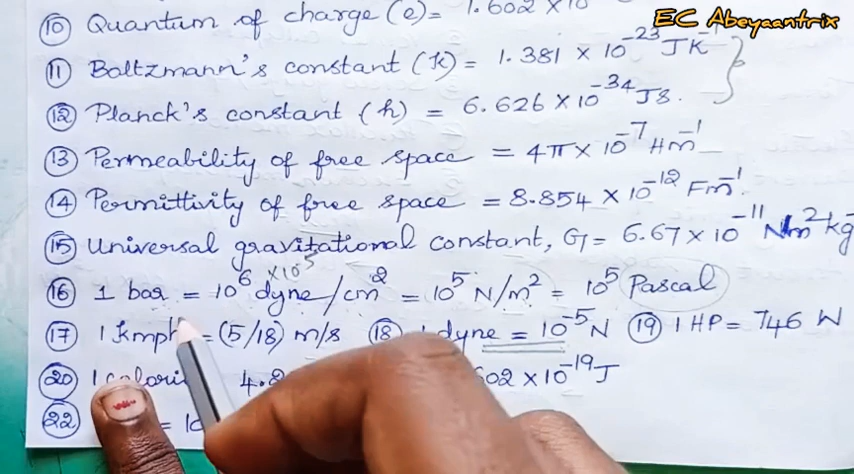 EC Abeyaantrix
(10) Quantum of charge (e) = 1.602 × 10
(11) Boltzmann's constant (k) = 1.381 × 10⁻²³ JK⁻¹
(12) Planck's constant (h) = 6.626 × 10⁻³⁴ JS.
(13) Permeability of free space = 4π × 10⁻⁷ Hm⁻¹
(14) Permittivity of free space = 8.854 × 10⁻¹² Fm⁻¹
(15) Universal gravitational constant, G = 6.67 × 10⁻¹¹ Nm² kg
×10⁻⁵
(16) 1 bar = 10⁶ dyne/cm² = 10⁵ N/m² = 10⁵ Pascal
(17) 1 kmph = (5/18) m/s (18) dyne = 10⁻⁵ N (19) 1 HP = 746 W
(20) 1 calorie 4.2 602 × 10⁻¹⁹ J
(22) = 10